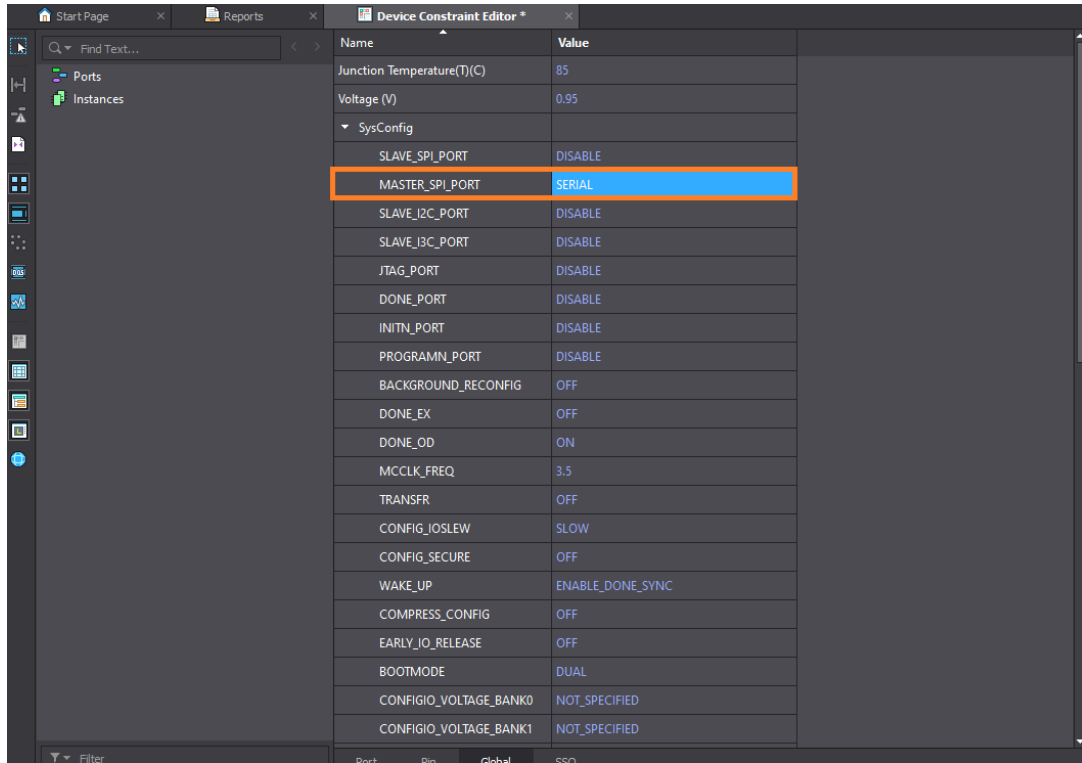 Start Page
Reports
Device Constraint Editor *
Find Text...
Ports
Instances
Name Value
Junction Temperature(T)(C) 85
Voltage (V) 0.95
SysConfig
SLAVE_SPI_PORT DISABLE
MASTER_SPI_PORT SERIAL
SLAVE_I2C_PORT DISABLE
SLAVE_I3C_PORT DISABLE
JTAG_PORT DISABLE
DONE_PORT DISABLE
INITN_PORT DISABLE
PROGRAMN_PORT DISABLE
BACKGROUND_RECONFIG OFF
DONE_EX OFF
DONE_OD ON
MCCLK_FREQ 3.5
TRANSFR OFF
CONFIG_IOSLEW SLOW
CONFIG_SECURE OFF
WAKE_UP ENABLE_DONE_SYNC
COMPRESS_CONFIG OFF
EARLY_IO_RELEASE OFF
BOOTMODE DUAL
CONFIGIO_VOLTAGE_BANK0 NOT_SPECIFIED
CONFIGIO_VOLTAGE_BANK1 NOT_SPECIFIED
Filter
Port Pin Global SSO